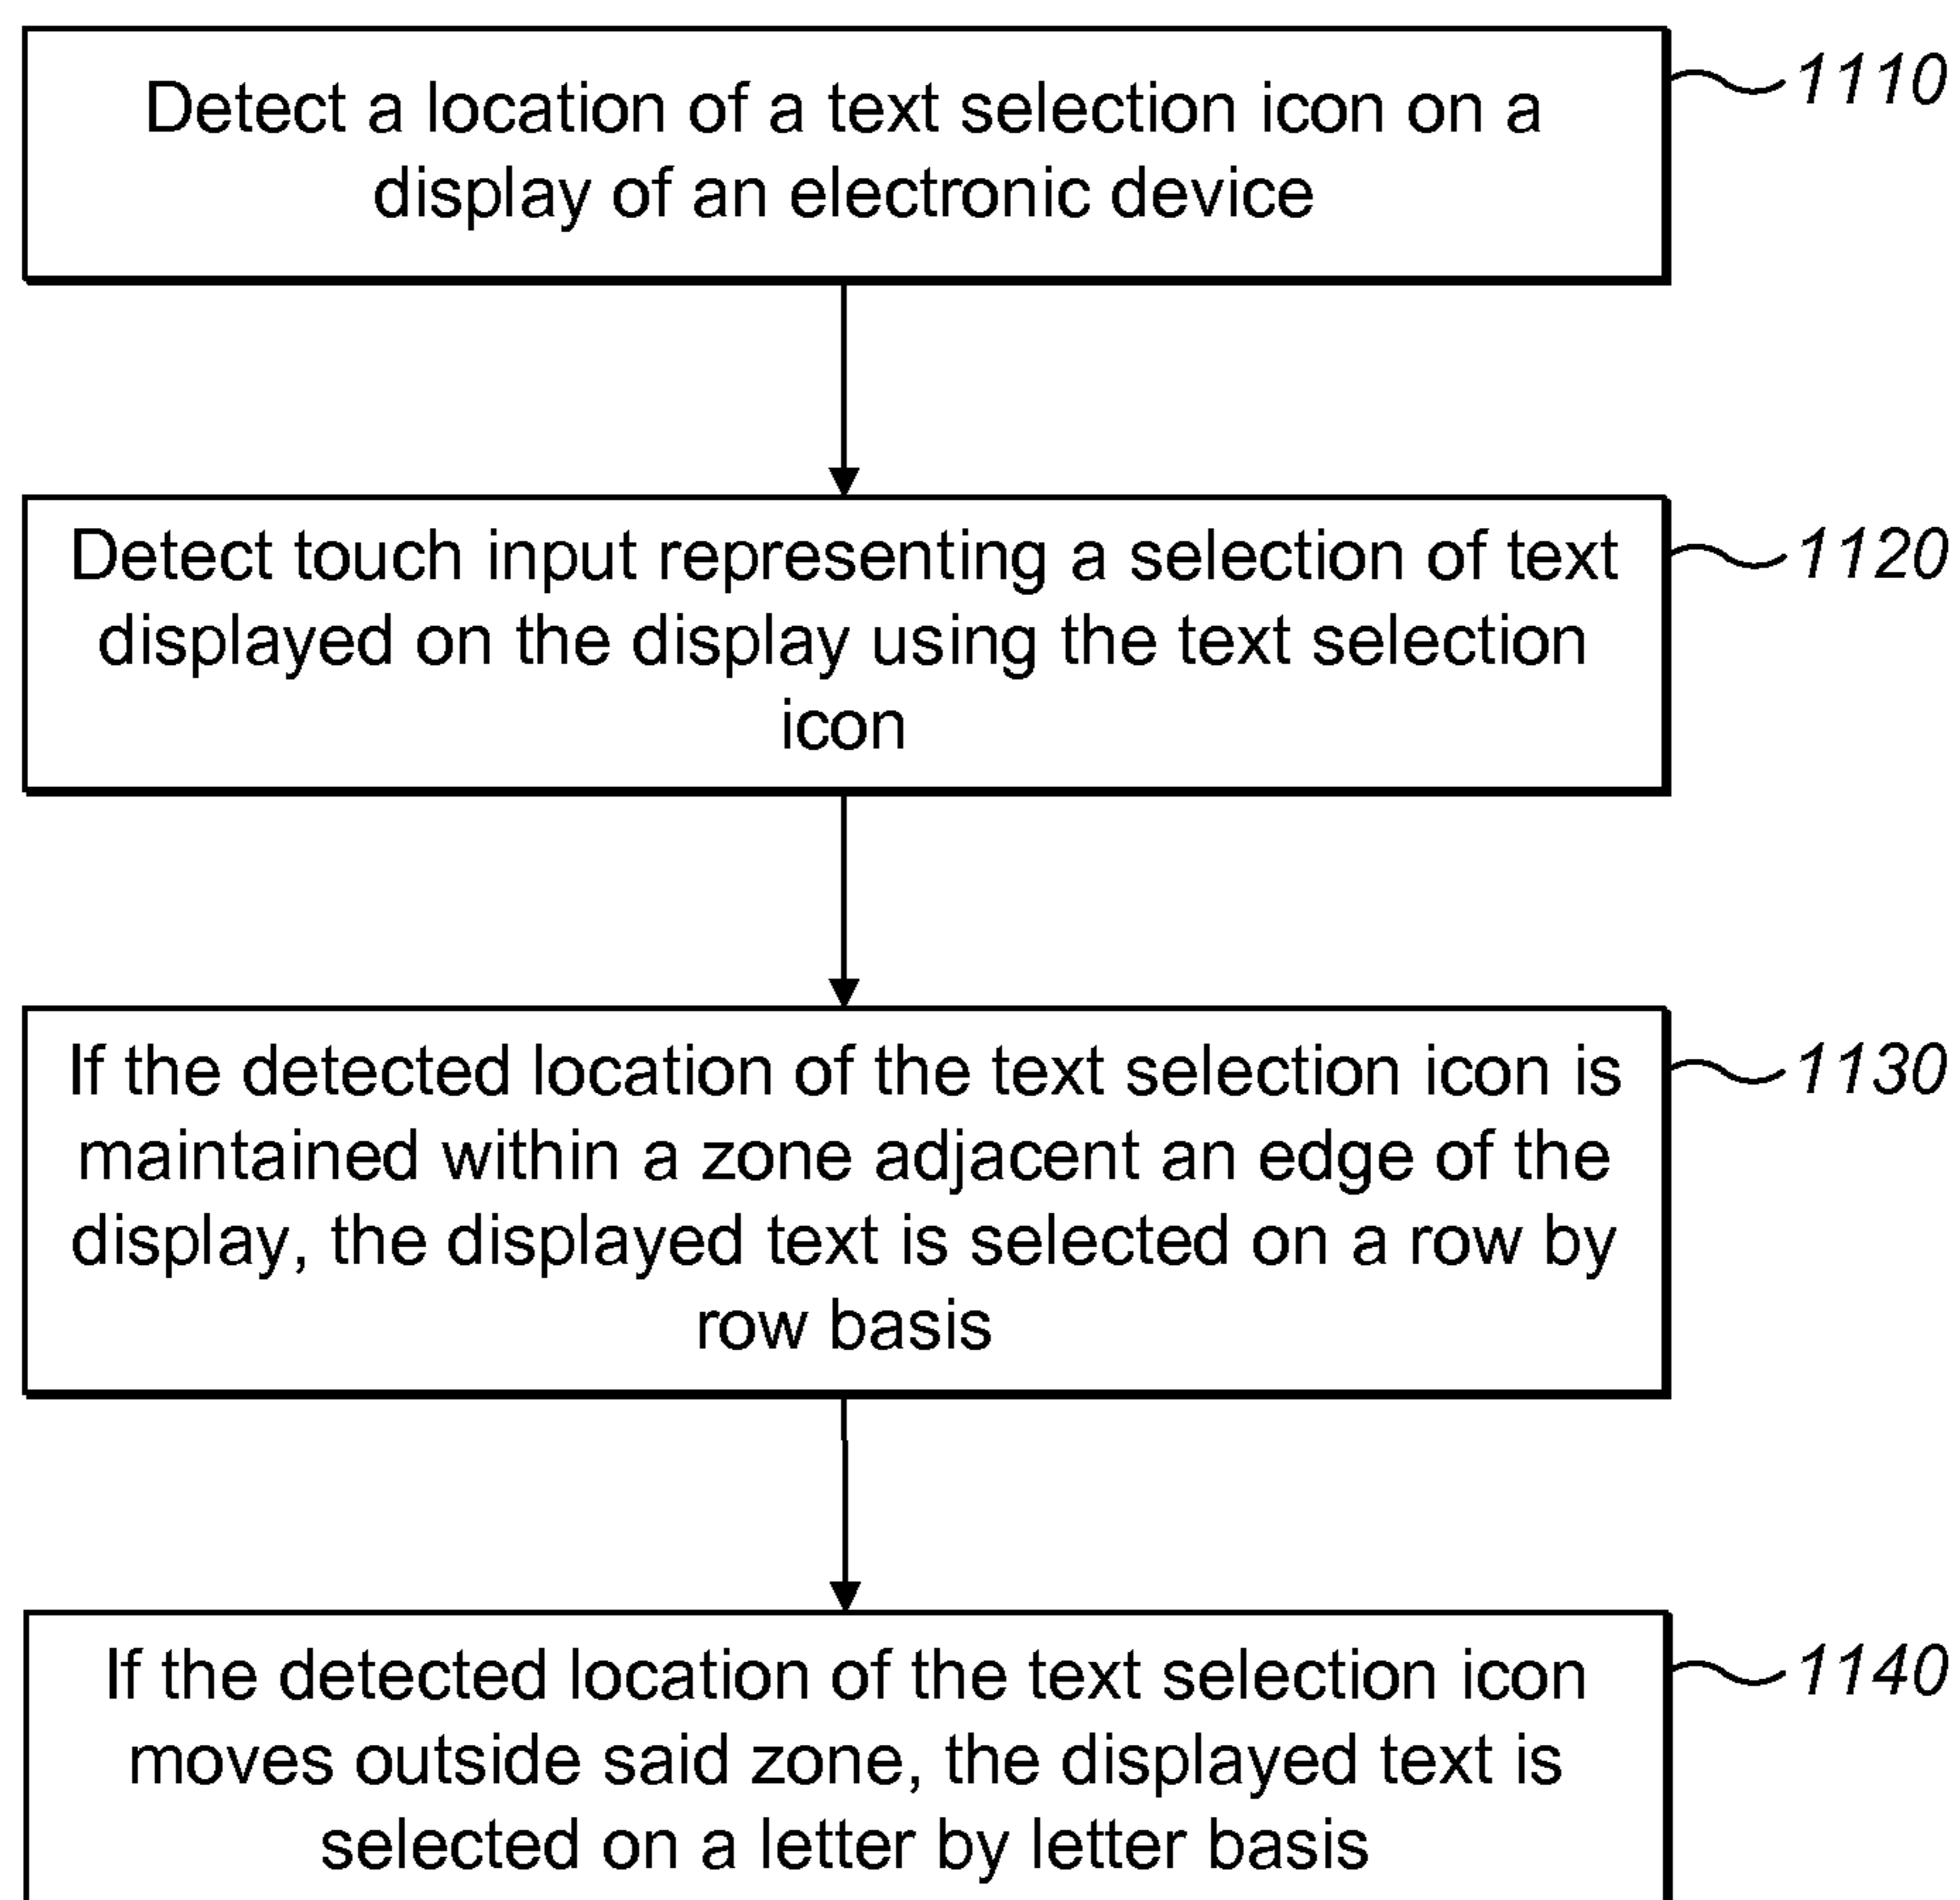 Detect a location of a text selection icon on a
display of an electronic device
1110
Detect touch input representing a selection of text
displayed on the display using the text selection
icon
1120
If the detected location of the text selection icon is
maintained within a zone adjacent an edge of the
display, the displayed text is selected on a row by
row basis
1130
If the detected location of the text selection icon
moves outside said zone, the displayed text is
selected on a letter by letter basis
1140